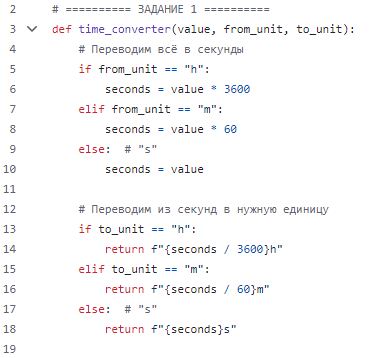 2 # ========== ЗАДАНИЕ 1 ==========
3 def time_converter(value, from_unit, to_unit):
4     # Переводим всё в секунды
5     if from_unit == "h":
6         seconds = value * 3600
7     elif from_unit == "m":
8         seconds = value * 60
9     else:  # "s"
10         seconds = value
11
12     # Переводим из секунд в нужную единицу
13     if to_unit == "h":
14         return f"{seconds / 3600}h"
15     elif to_unit == "m":
16         return f"{seconds / 60}m"
17     else:  # "s"
18         return f"{seconds}s"
19